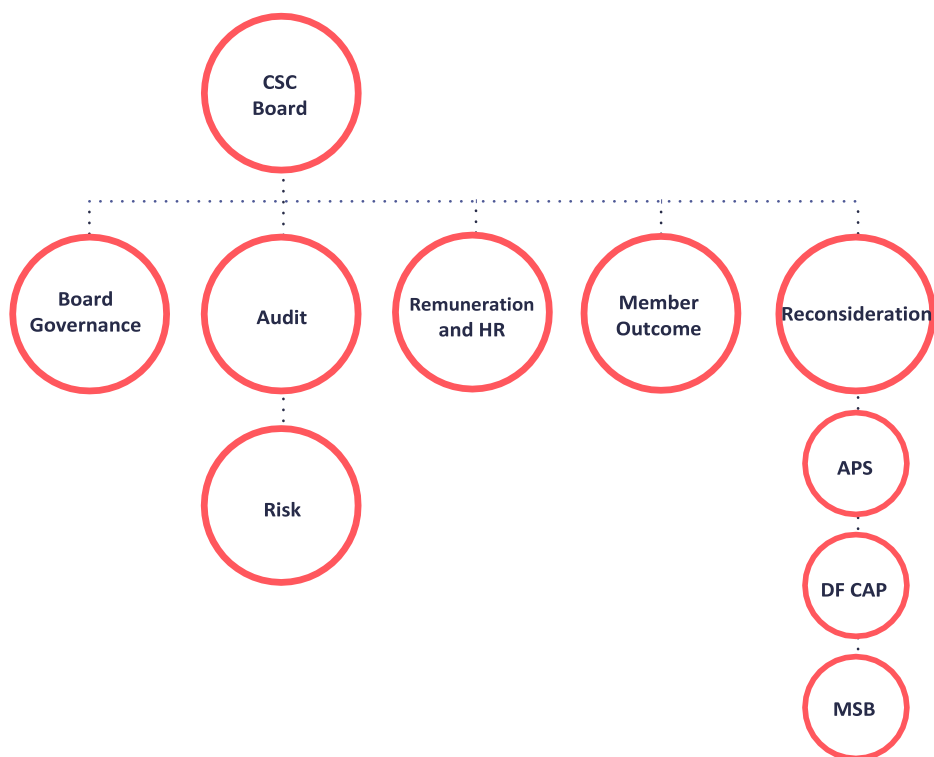 CSC
Board
Board
Governance
Audit
Remuneration
and HR
Member
Outcome
Reconsideration
Risk
APS
DF CAP
MSB